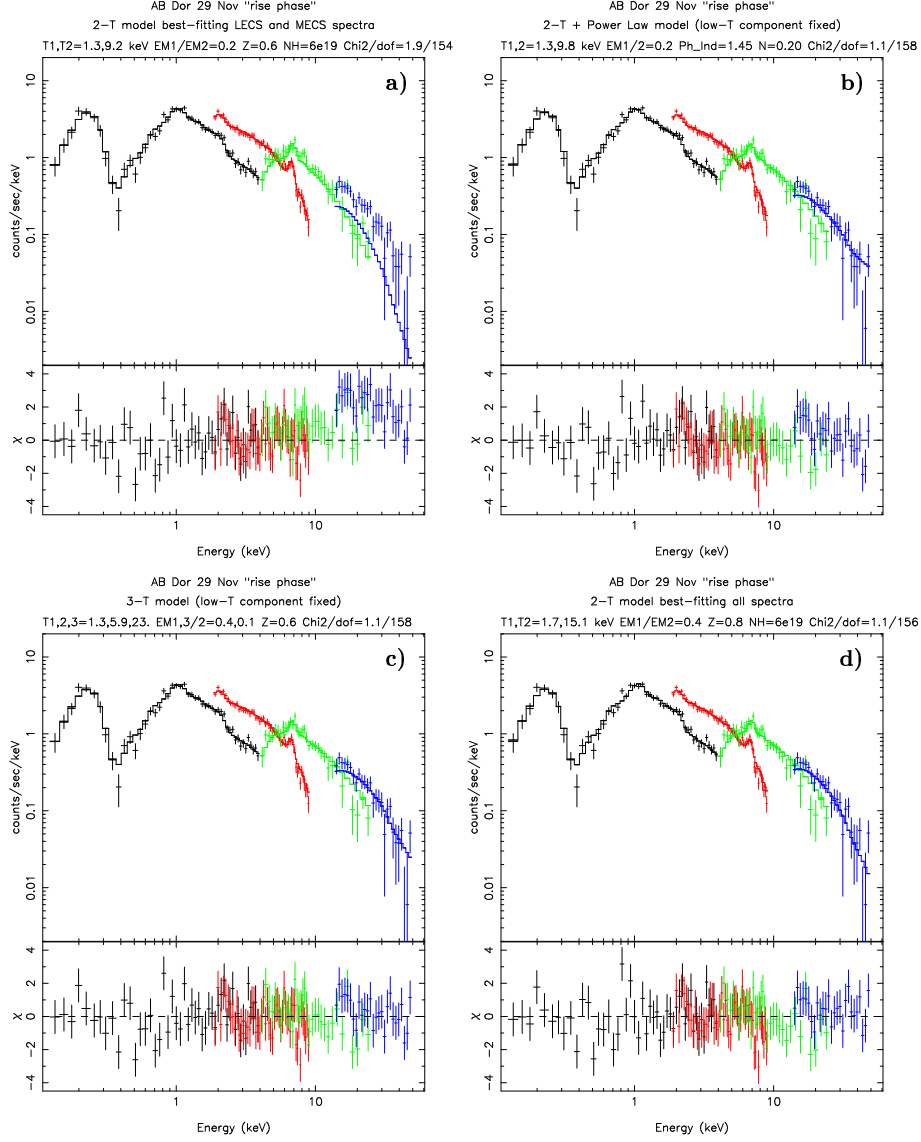 AB Dor 29 Nov "rise phase"
2-T model best-fitting LECS and MECS spectra
T1,T2=1.3,9.2 keV EM1/EM2=0.2 Z=0.6 NH=6e19 Chi2/dof=1.9/154
a)
counts/sec/keV
10
1
0.1
0.01
χ
4
2
0
−2
−4
1
10
Energy (keV)
AB Dor 29 Nov "rise phase"
2-T + Power Law model (low-T component fixed)
T1,2=1.3,9.8 keV EM1/2=0.2 Ph_Ind=1.45 N=0.20 Chi2/dof=1.1/158
b)
counts/sec/keV
10
1
0.1
0.01
χ
4
2
0
−2
−4
1
10
Energy (keV)
AB Dor 29 Nov "rise phase"
3-T model (low-T component fixed)
T1,2,3=1.3,5.9,23. EM1,3/2=0.4,0.1 Z=0.6 Chi2/dof=1.1/158
c)
counts/sec/keV
10
1
0.1
0.01
χ
4
2
0
−2
−4
1
10
Energy (keV)
AB Dor 29 Nov "rise phase"
2-T model best-fitting all spectra
T1,T2=1.7,15.1 keV EM1/EM2=0.4 Z=0.8 NH=6e19 Chi2/dof=1.1/156
d)
counts/sec/keV
10
1
0.1
0.01
χ
4
2
0
−2
−4
1
10
Energy (keV)